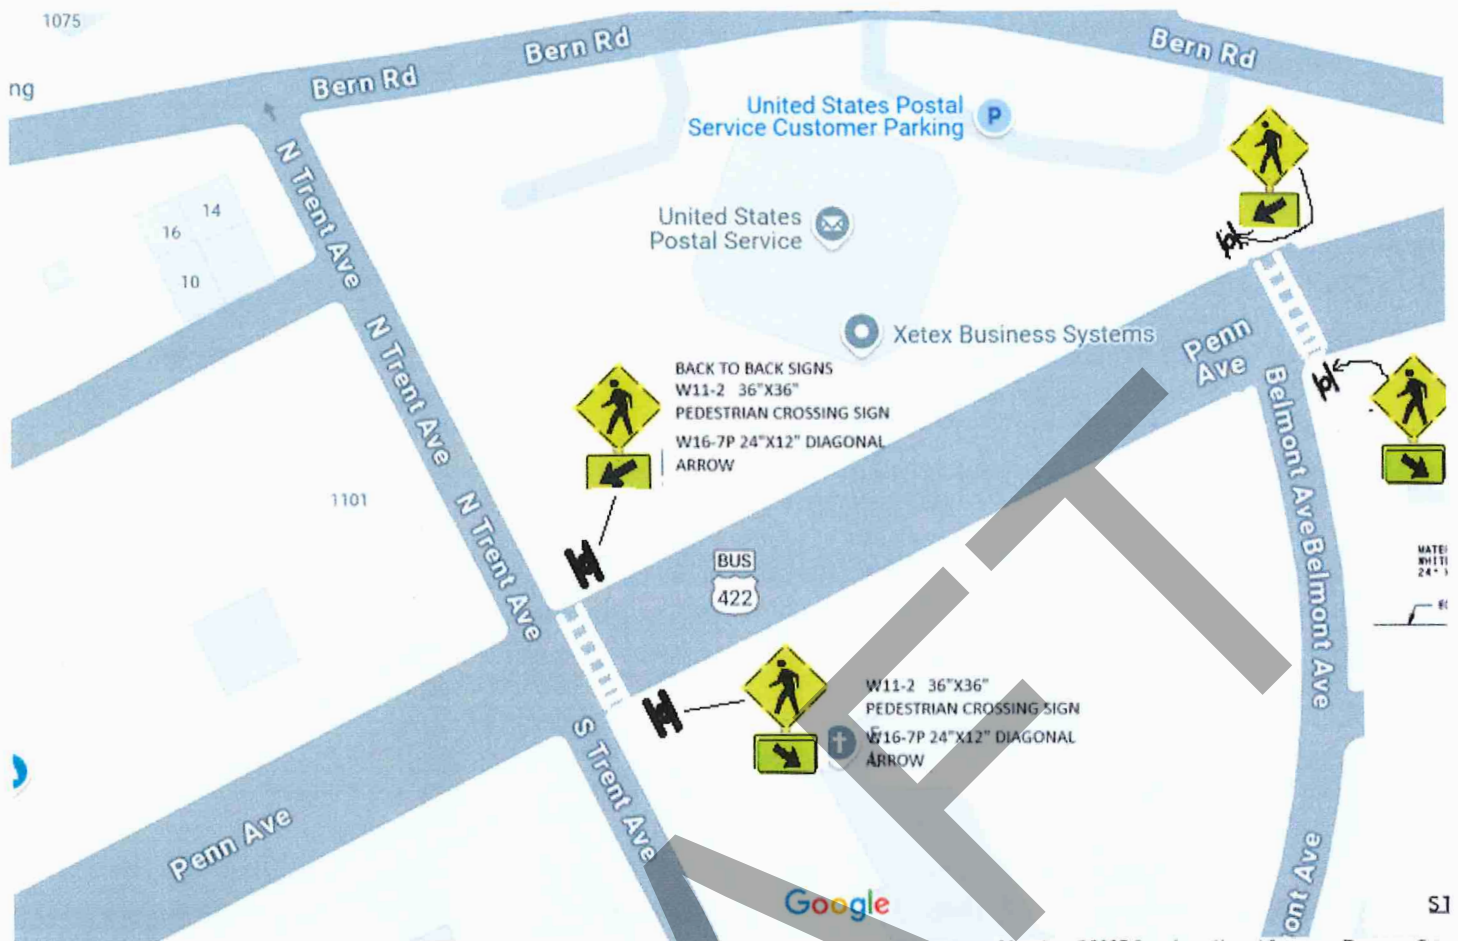 1075
Bern Rd
Bern Rd
Bern Rd
ng
United States Postal
Service Customer Parking
P
N Trent Ave
14
16
10
United States
Postal Service
Xetex Business Systems
Penn
Ave
N Trent Ave
BACK TO BACK SIGNS
W11-2 36"X36"
PEDESTRIAN CROSSING SIGN
W16-7P 24"X12" DIAGONAL
ARROW
Belmont Ave
1101
N Trent Ave
BUS
422
Belmont Ave
MATE
WHIT
24"
W11-2 36"X36"
PEDESTRIAN CROSSING SIGN
W16-7P 24"X12" DIAGONAL
ARROW
S Trent Ave
Penn Ave
ont Ave
Google